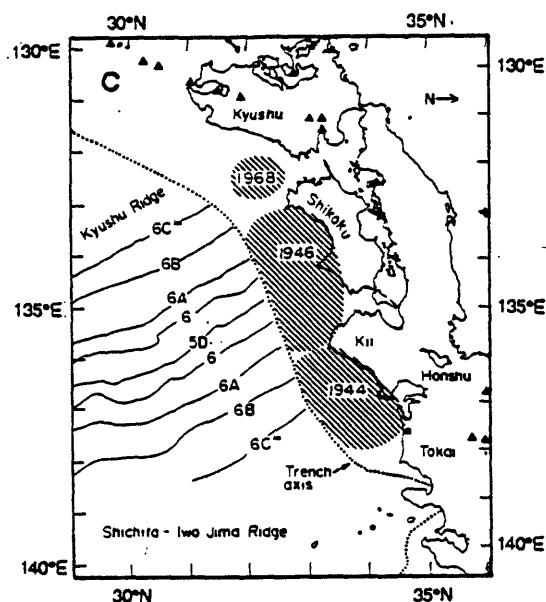 30°N 35°N
130°E 130°E
C
N→
Kyushu
1968
Shikoku
Kyushu Ridge
6C"
6B
1946
6A
6
135°E 135°E
5D
Kii
6
Honshu
6A
1944
6B
6C"
Tokai
Trench
axis
Shichito - Iwo Jima Ridge
140°E 140°E
30°N 35°N